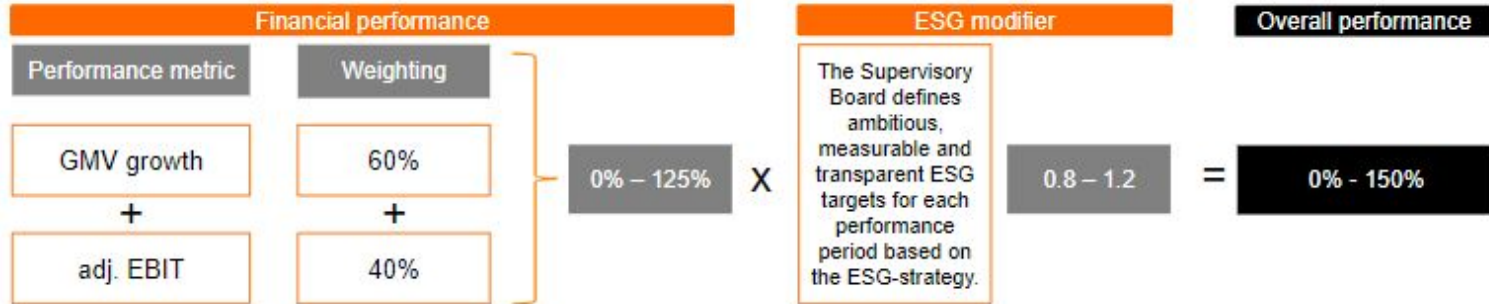 Financial performance
ESG modifier
Overall performance
Performance metric
Weighting
GMV growth
60%
+
+
adj. EBIT
40%
0% – 125%
X
The Supervisory
Board defines
ambitious,
measurable and
transparent ESG
targets for each
performance
period based on
the ESG-strategy.
0.8 – 1.2
=
0% - 150%